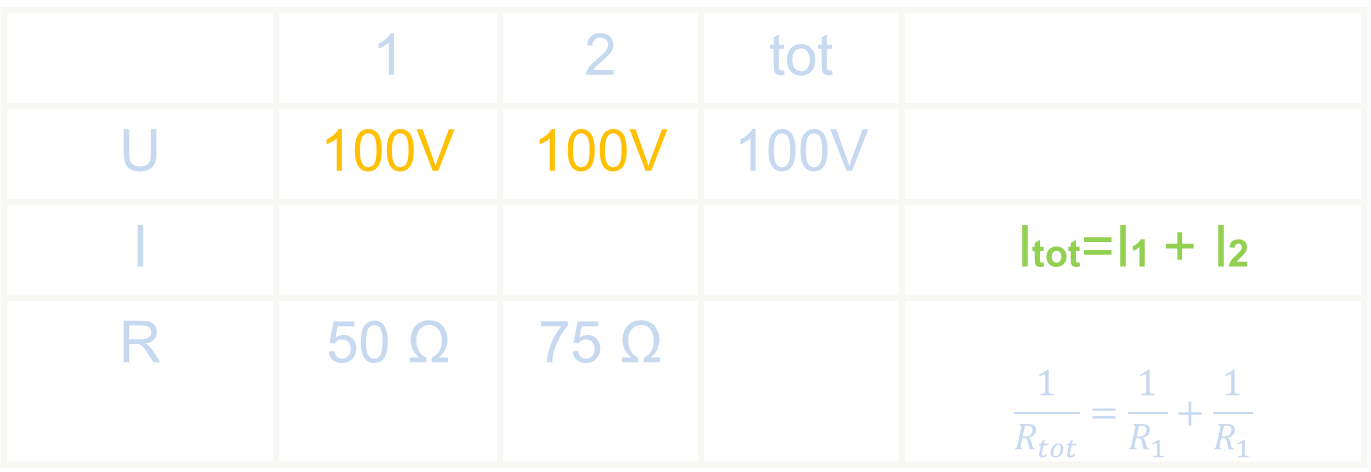 1 2 tot
U 100V 100V 100V
I Itot=I1 + I2
R 50 Ω 75 Ω
1/Rtot = 1/R1 + 1/R1